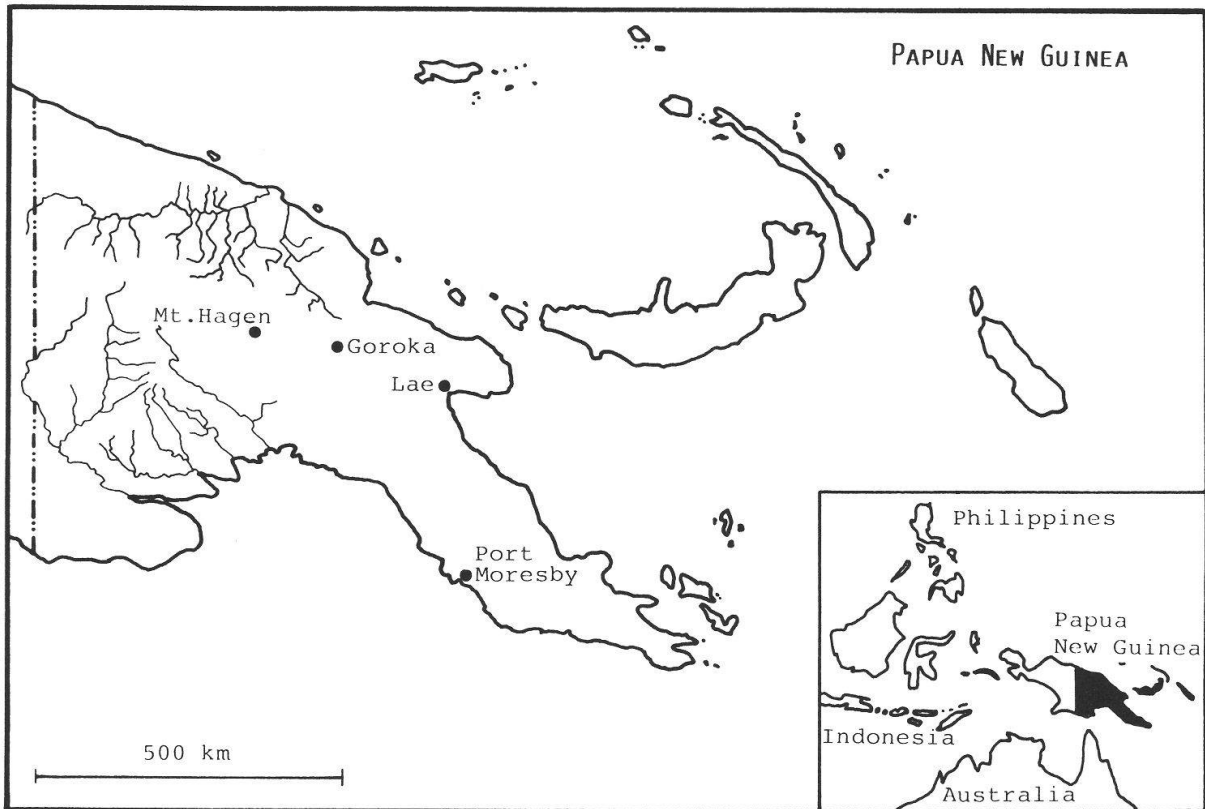 PAPUA NEW GUINEA
Mt.Hagen
Goroka
Lae
Port
Moresby
500 km
Philippines
Papua
New Guinea
Indonesia
Australia